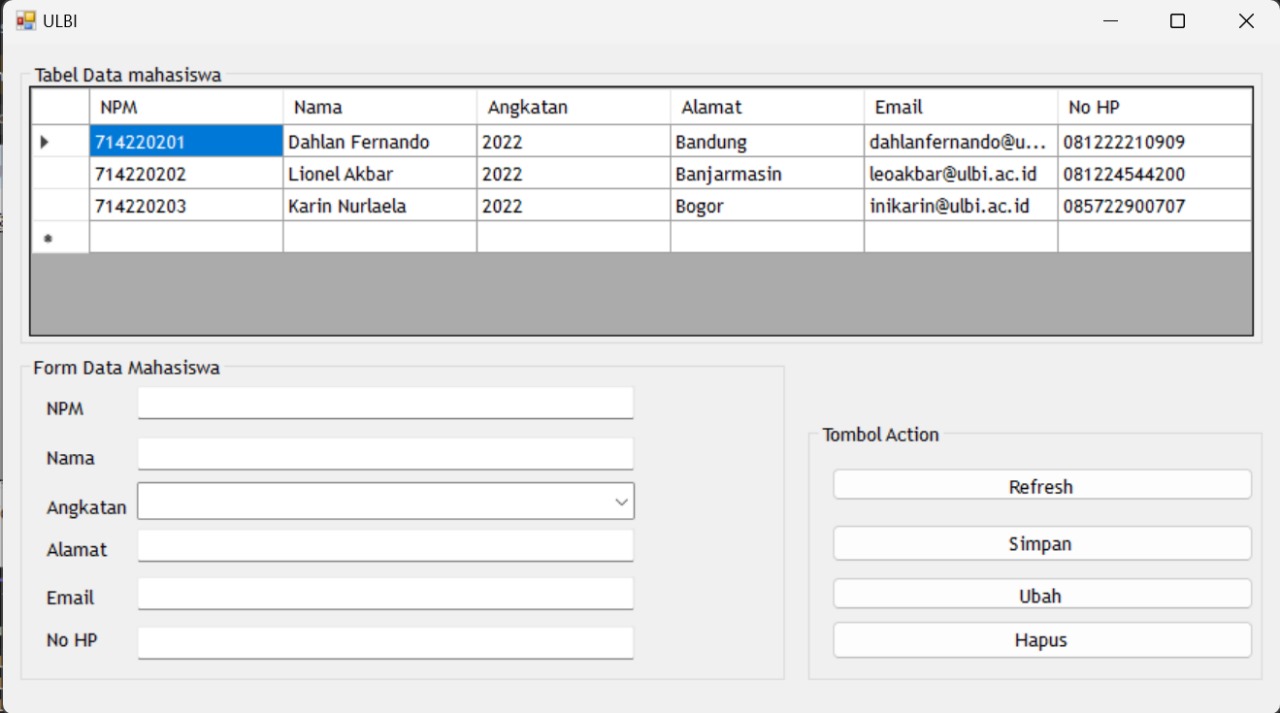 ULBI
Tabel Data mahasiswa
NPM Nama Angkatan Alamat Email No HP
714220201 Dahlan Fernando 2022 Bandung dahlanfernando@u... 081222210909
714220202 Lionel Akbar 2022 Banjarmasin leoakbar@ulbi.ac.id 081224544200
714220203 Karin Nurlaela 2022 Bogor inikarin@ulbi.ac.id 085722900707
Form Data Mahasiswa
NPM
Nama
Angkatan
Alamat
Email
No HP
Tombol Action
Refresh
Simpan
Ubah
Hapus